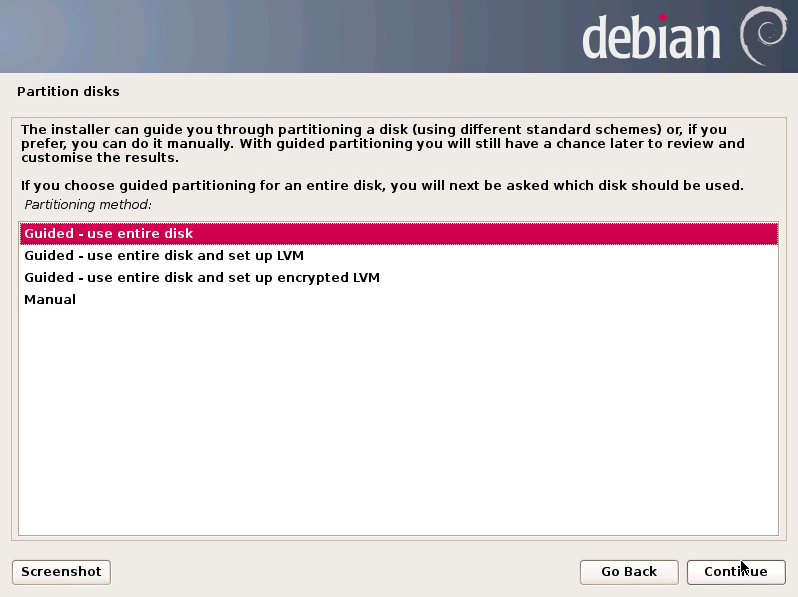 debian
Partition disks
The installer can guide you through partitioning a disk (using different standard schemes) or, if you
prefer, you can do it manually. With guided partitioning you will still have a chance later to review and
customise the results.
If you choose guided partitioning for an entire disk, you will next be asked which disk should be used.
Partitioning method:
Guided - use entire disk
Guided - use entire disk and set up LVM
Guided - use entire disk and set up encrypted LVM
Manual
Screenshot
Go Back
Continue